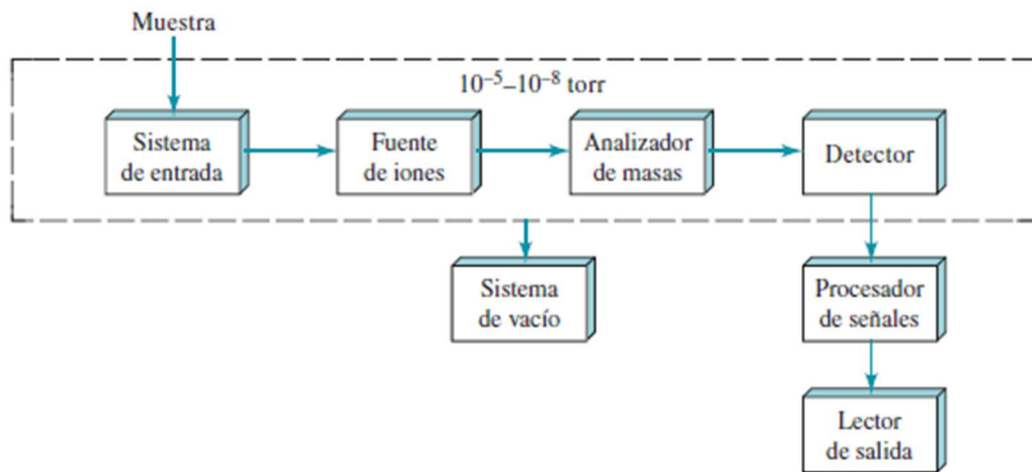 Muestra
10⁻⁵–10⁻⁸ torr
Sistema
de entrada
Fuente
de iones
Analizador
de masas
Detector
Sistema
de vacío
Procesador
de señales
Lector
de salida